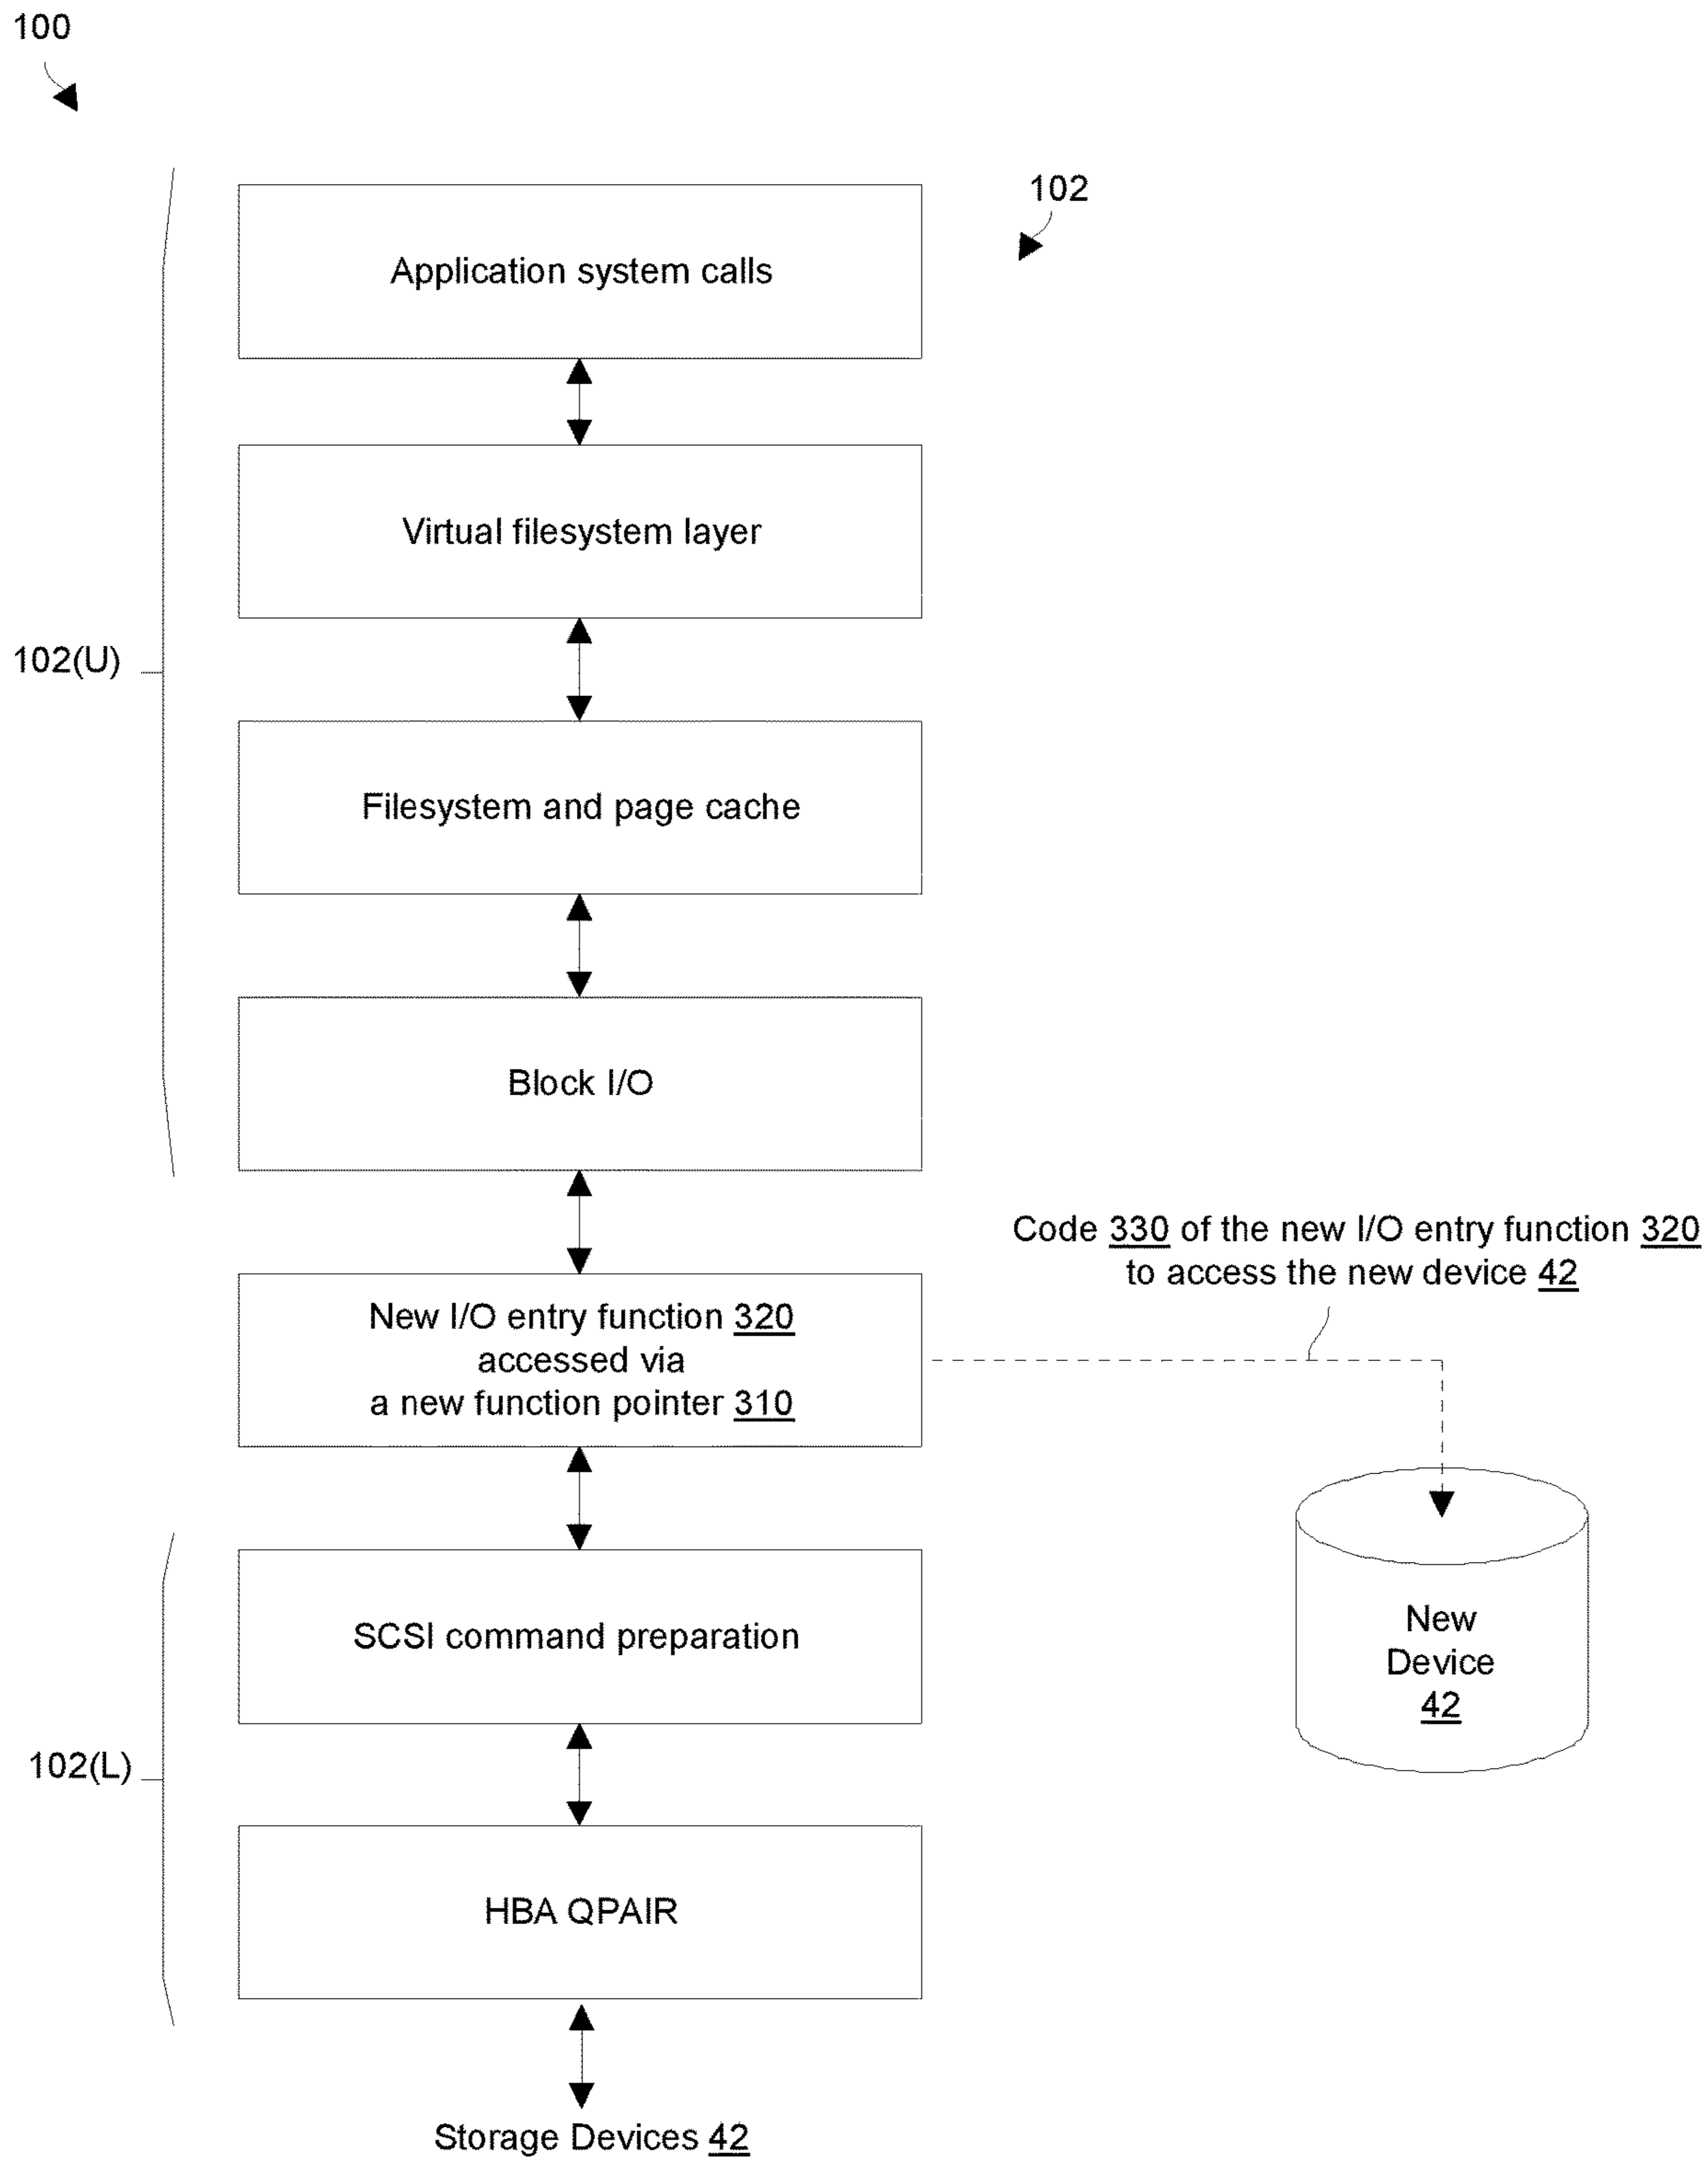 100
102
Application system calls
Virtual filesystem layer
102(U)
Filesystem and page cache
Block I/O
Code 330 of the new I/O entry function 320
to access the new device 42
New I/O entry function 320
accessed via
a new function pointer 310
SCSI command preparation
New
Device
42
102(L)
HBA QPAIR
Storage Devices 42